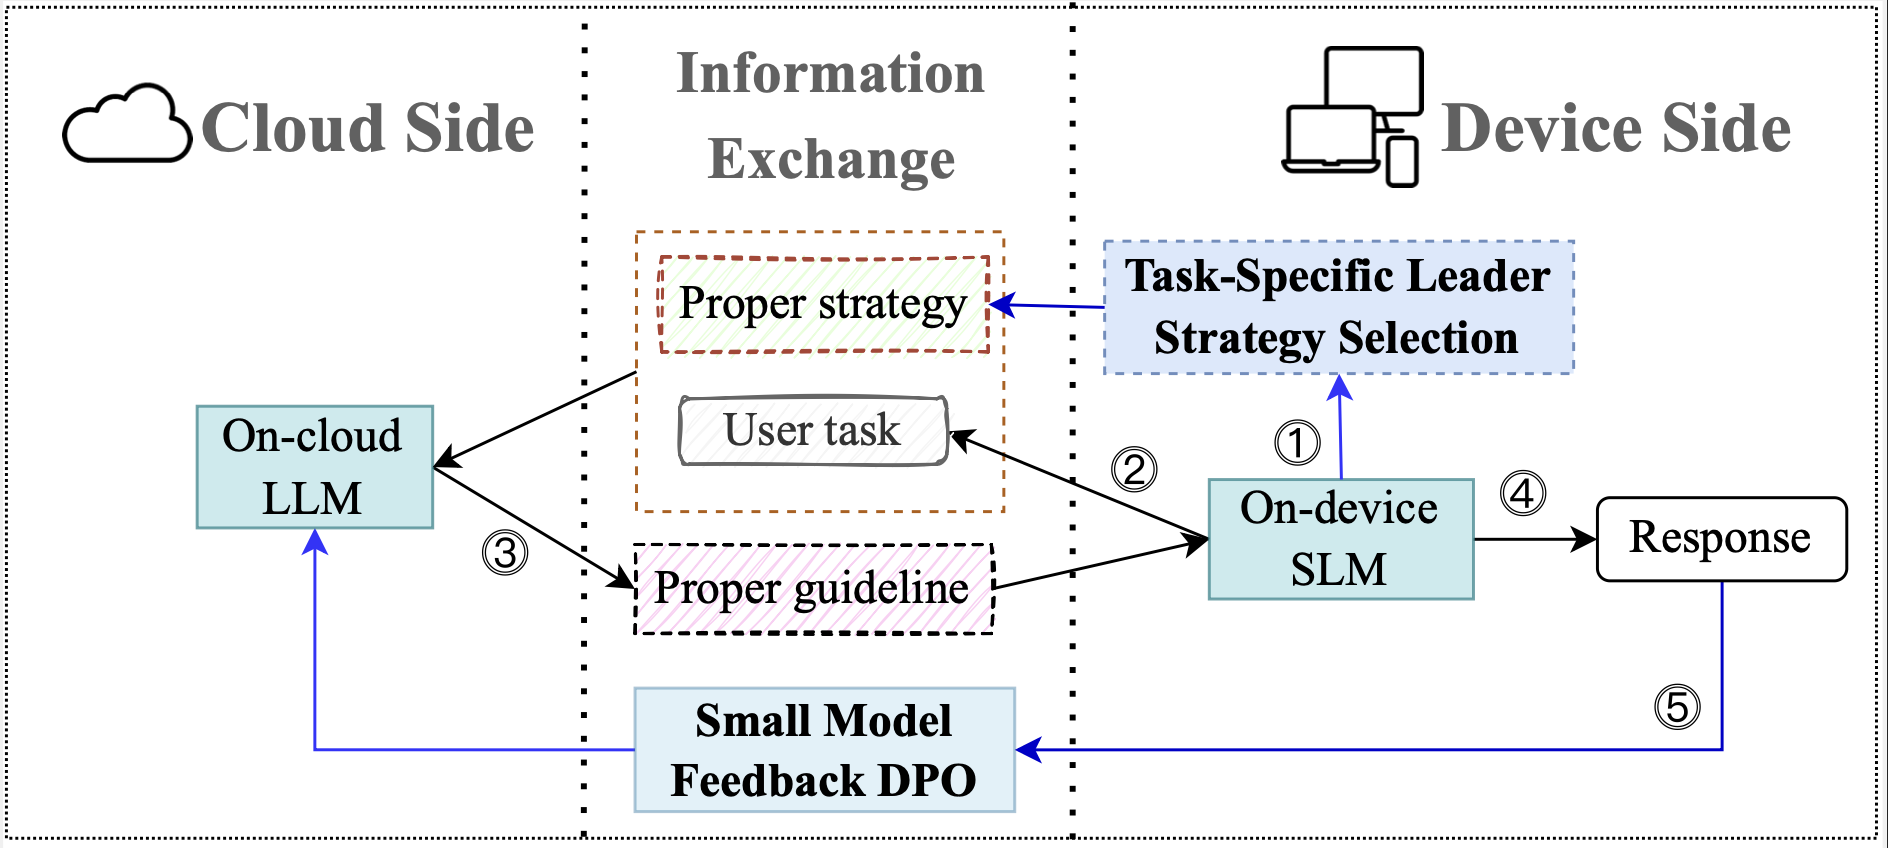 Cloud Side
Information
Exchange
Device Side
Proper strategy
User task
Task-Specific Leader
Strategy Selection
On-cloud
LLM
①
②
③
④
On-device
SLM
Response
Proper guideline
⑤
Small Model
Feedback DPO